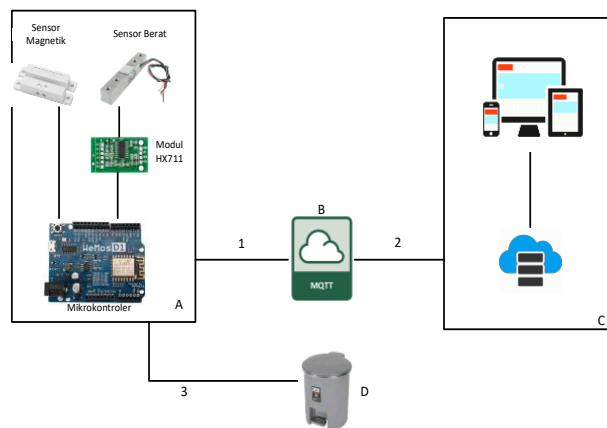 Sensor
Magnetik
Sensor Berat
Modul
HX711
WeMos D1
Mikrokontroler
A
1
B
MQTT
2
C
3
D